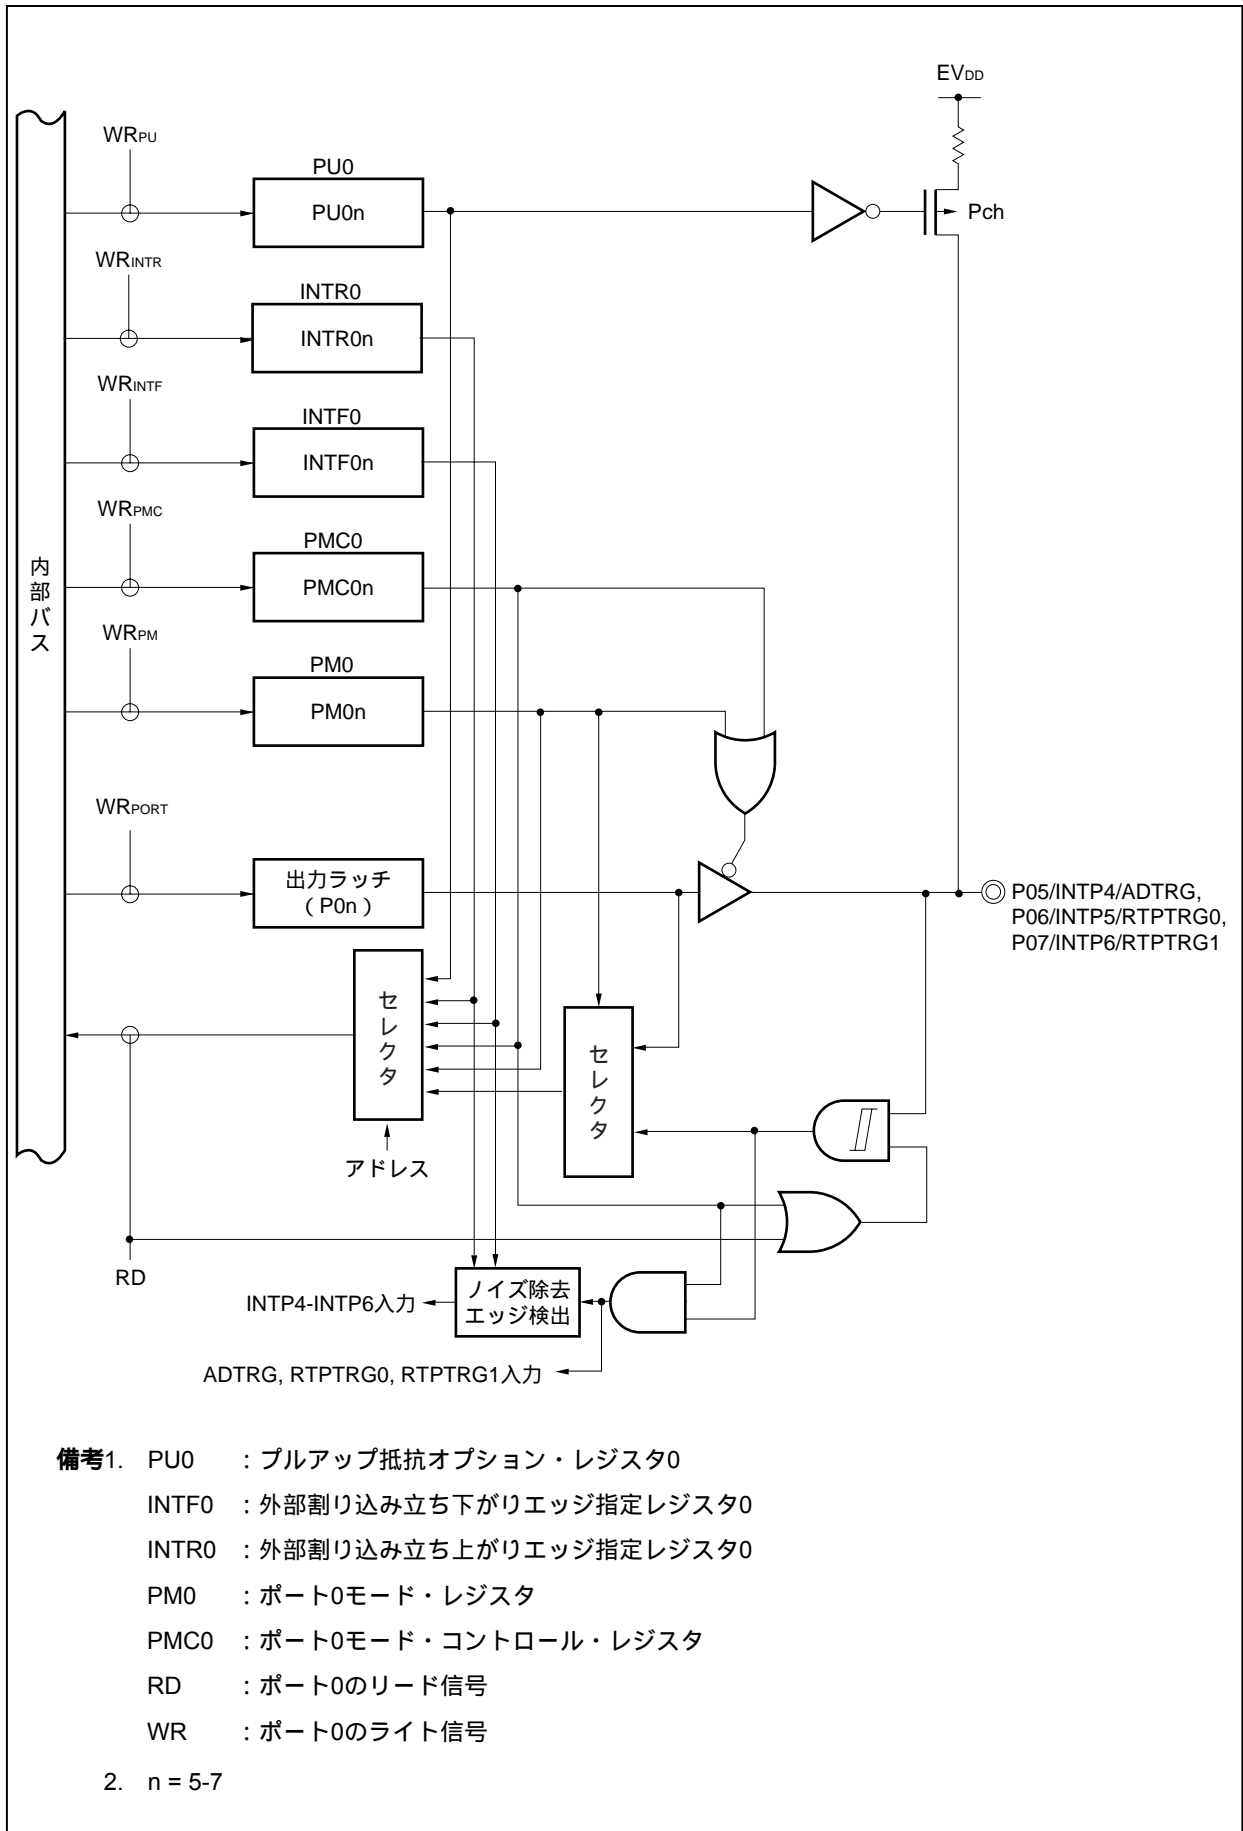 EVDD
WRPU
PU0
PU0n
Pch
WRINTR
INTR0
INTR0n
WRINTF
INTF0
INTF0n
WRPMC
PMC0
PMC0n
内部バス
WRPM
PM0
PM0n
WRPORT
出力ラッチ
（P0n）
P05/INTP4/ADTRG,
P06/INTP5/RTPTRG0,
P07/INTP6/RTPTRG1
セレクタ
セレクタ
アドレス
RD
ノイズ除去
エッジ検出
INTP4-INTP6入力
ADTRG, RTPTRG0, RTPTRG1入力
備考1. PU0 : プルアップ抵抗オプション・レジスタ0
INTF0 : 外部割り込み立ち下がりエッジ指定レジスタ0
INTR0 : 外部割り込み立ち上がりエッジ指定レジスタ0
PM0 : ポート0モード・レジスタ
PMC0 : ポート0モード・コントロール・レジスタ
RD : ポート0のリード信号
WR : ポート0のライト信号
2. n = 5-7